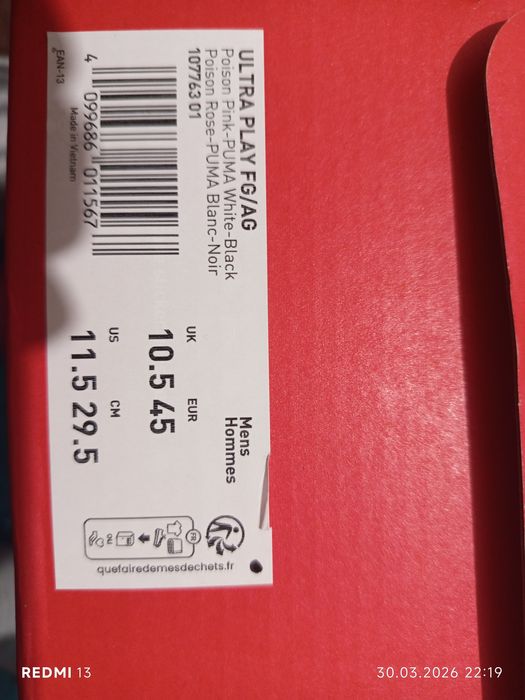 ULTRA PLAY FG/AG
Poison Pink-PUMA White-Black
Poison Rose-PUMA Blanc-Noir
107763 01
EAN-13
4 099686 011567
Made in Vietnam
Mens
Hommes
UK
10.5
EUR
45
US
11.5
CM
29.5
FR
OU
quefairedemesdechets.fr
REDMI 13
30.03.2026 22:19